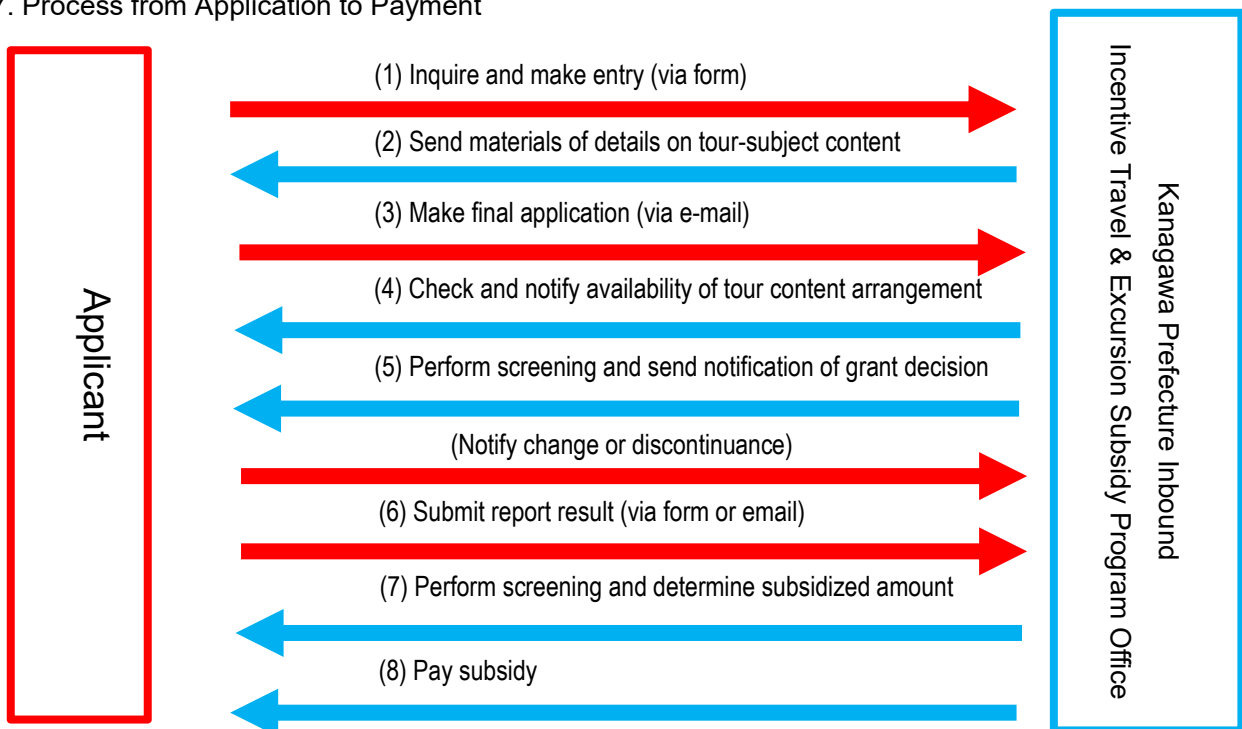 7. Process from Application to Payment
Applicant
(1) Inquire and make entry (via form)
(2) Send materials of details on tour-subject content
(3) Make final application (via e-mail)
(4) Check and notify availability of tour content arrangement
(5) Perform screening and send notification of grant decision
(Notify change or discontinuance)
(6) Submit report result (via form or email)
(7) Perform screening and determine subsidized amount
(8) Pay subsidy
Kanagawa Prefecture Inbound
Incentive Travel & Excursion Subsidy Program Office